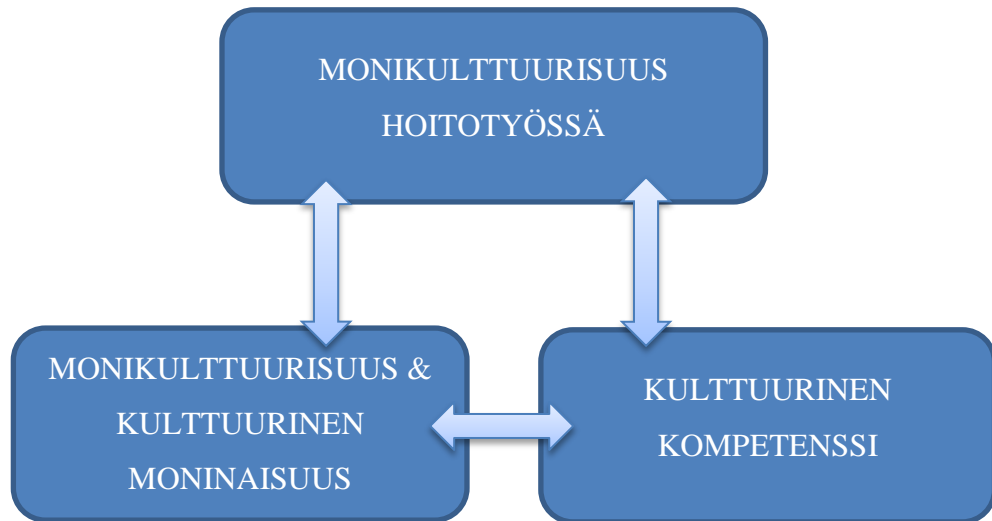 MONIKULTTUURISUUS
HOITOTYÖSSÄ
MONIKULTTUURISUUS &
KULTTUURINEN
MONINAISUUS
KULTTUURINEN
KOMPETENSSI